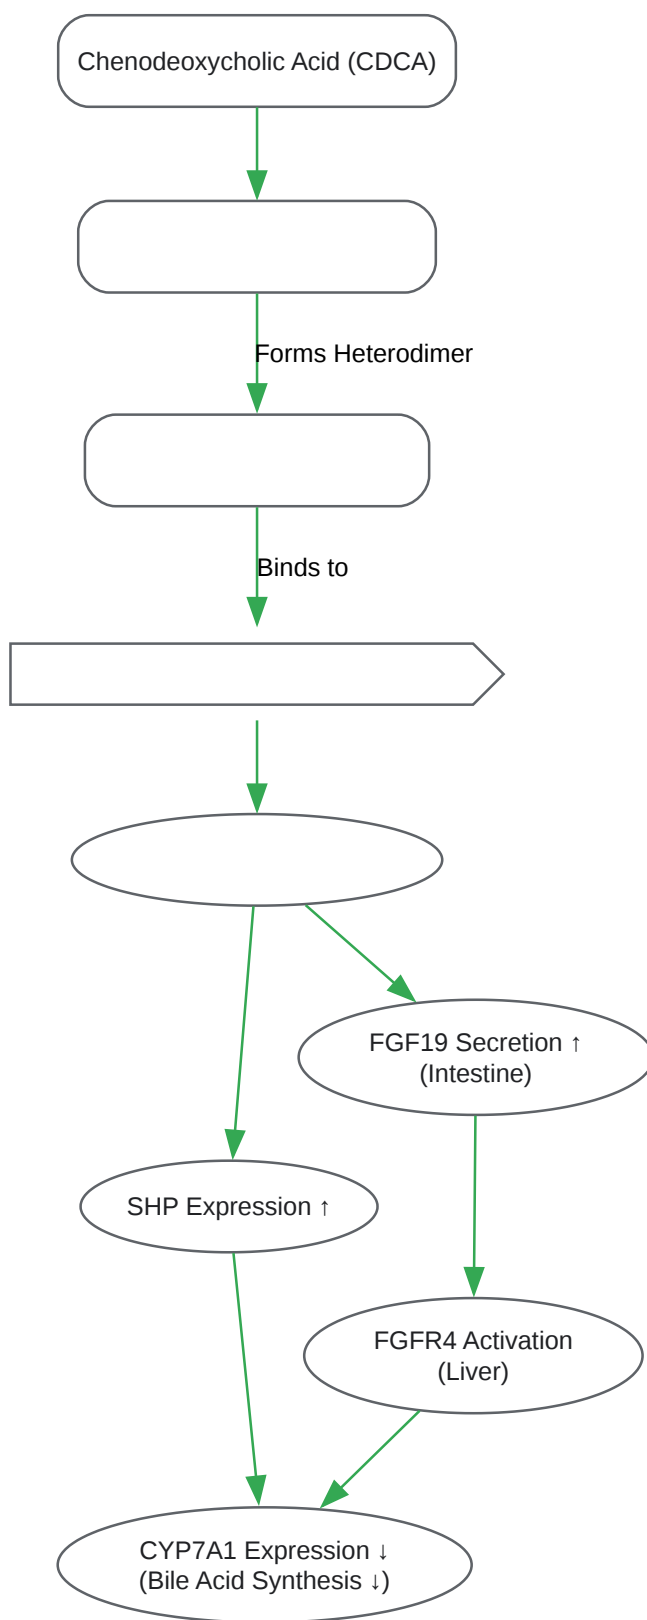 Chenodeoxycholic Acid (CDCA)
Forms Heterodimer
Binds to
FGF19 Secretion ↑
(Intestine)
SHP Expression ↑
FGFR4 Activation
(Liver)
CYP7A1 Expression ↓
(Bile Acid Synthesis ↓)